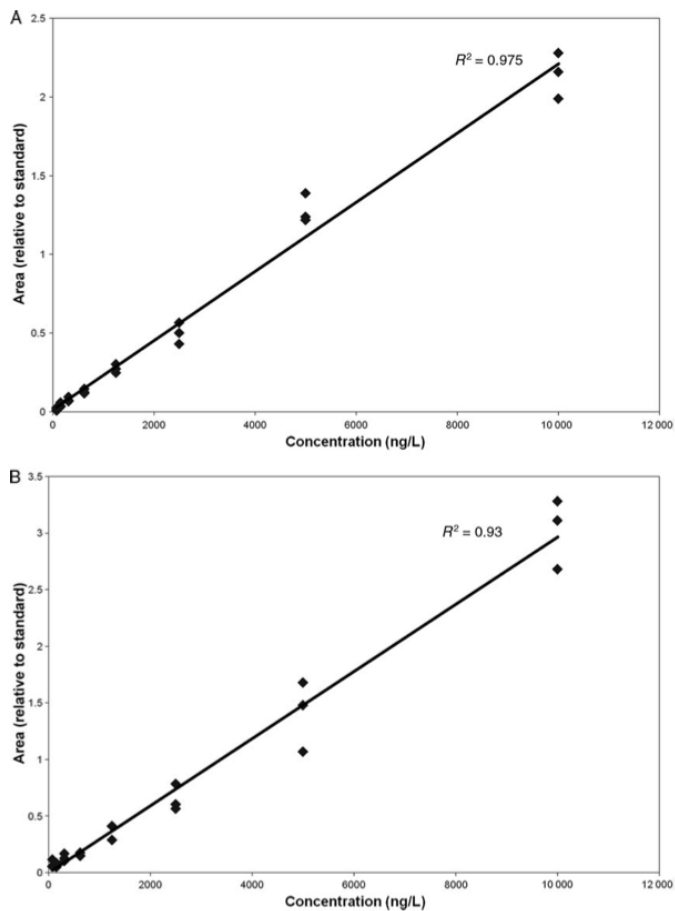 A
2.5
R² = 0.975
2
1.5
Area (relative to standard)
1
0.5
0
0 2000 4000 6000 8000 10 000 12 000
Concentration (ng/L)
B
3.5
R² = 0.93
3
2.5
2
Area (relative to standard)
1.5
1
0.5
0
0 2000 4000 6000 8000 10 000 12 000
Concentration (ng/L)